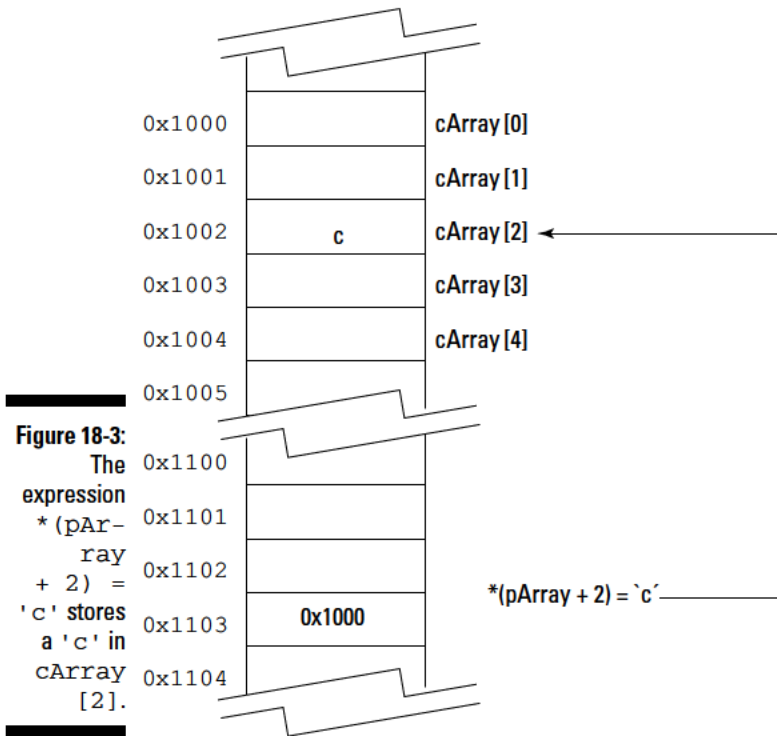 0x1000 cArray [0]
0x1001 cArray [1]
0x1002 c cArray [2]
0x1003 cArray [3]
0x1004 cArray [4]
0x1005
Figure 18-3:
The
expression
*(pAr-
ray
+ 2) =
'c' stores
a 'c' in
cArray
[2].
0x1100
0x1101
0x1102
0x1103 0x1000
0x1104
*(pArray + 2) = `c´